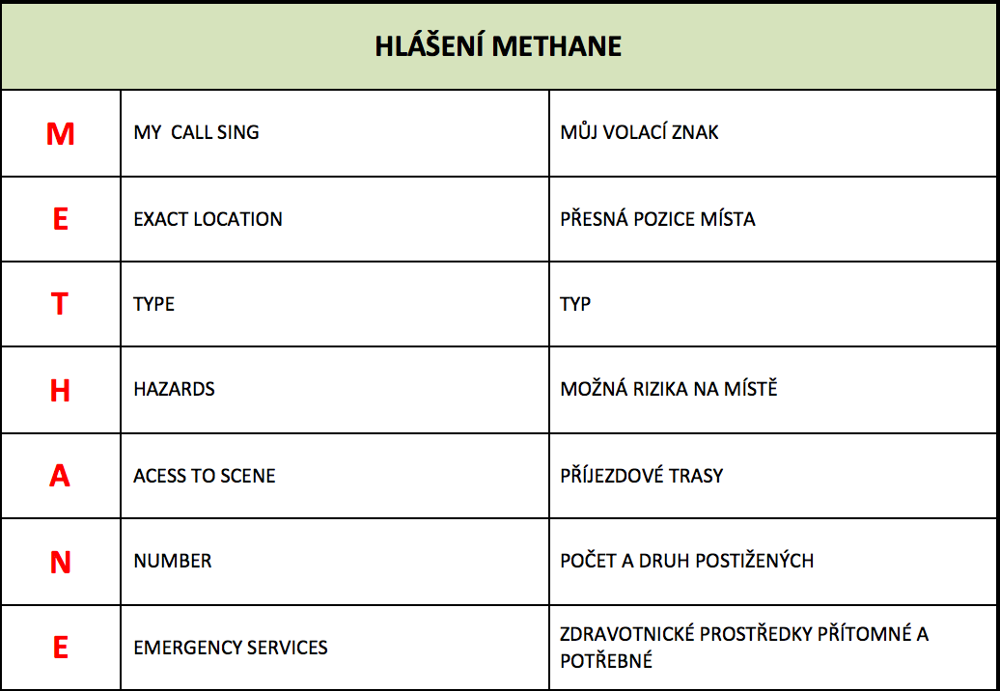 HLÁŠENÍ METHANE
M MY CALL SING MŮJ VOLACÍ ZNAK
E EXACT LOCATION PŘESNÁ POZICE MÍSTA
T TYPE TYP
H HAZARDS MOŽNÁ RIZIKA NA MÍSTĚ
A ACESS TO SCENE PŘÍJEZDOVÉ TRASY
N NUMBER POČET A DRUH POSTIŽENÝCH
E EMERGENCY SERVICES ZDRAVOTNICKÉ PROSTŘEDKY PŘÍTOMNÉ A
POTŘEBNÉ